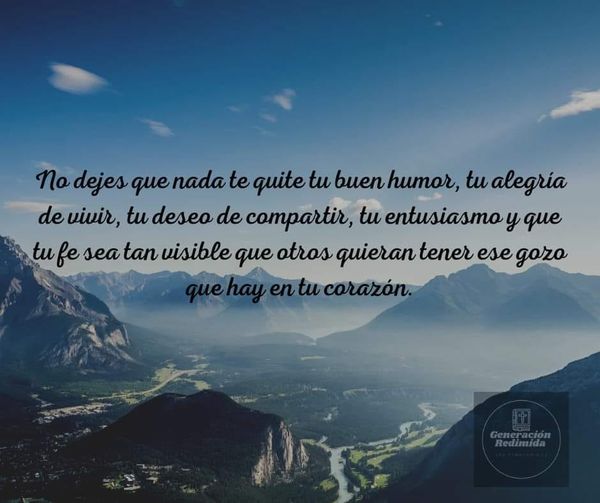 No dejes que nada te quite tu buen humor, tu alegría
de vivir, tu deseo de compartir, tu entusiasmo y que
tu fe sea tan visible que otros quieran tener ese gozo
que hay en tu corazón.
Generación
Redimida